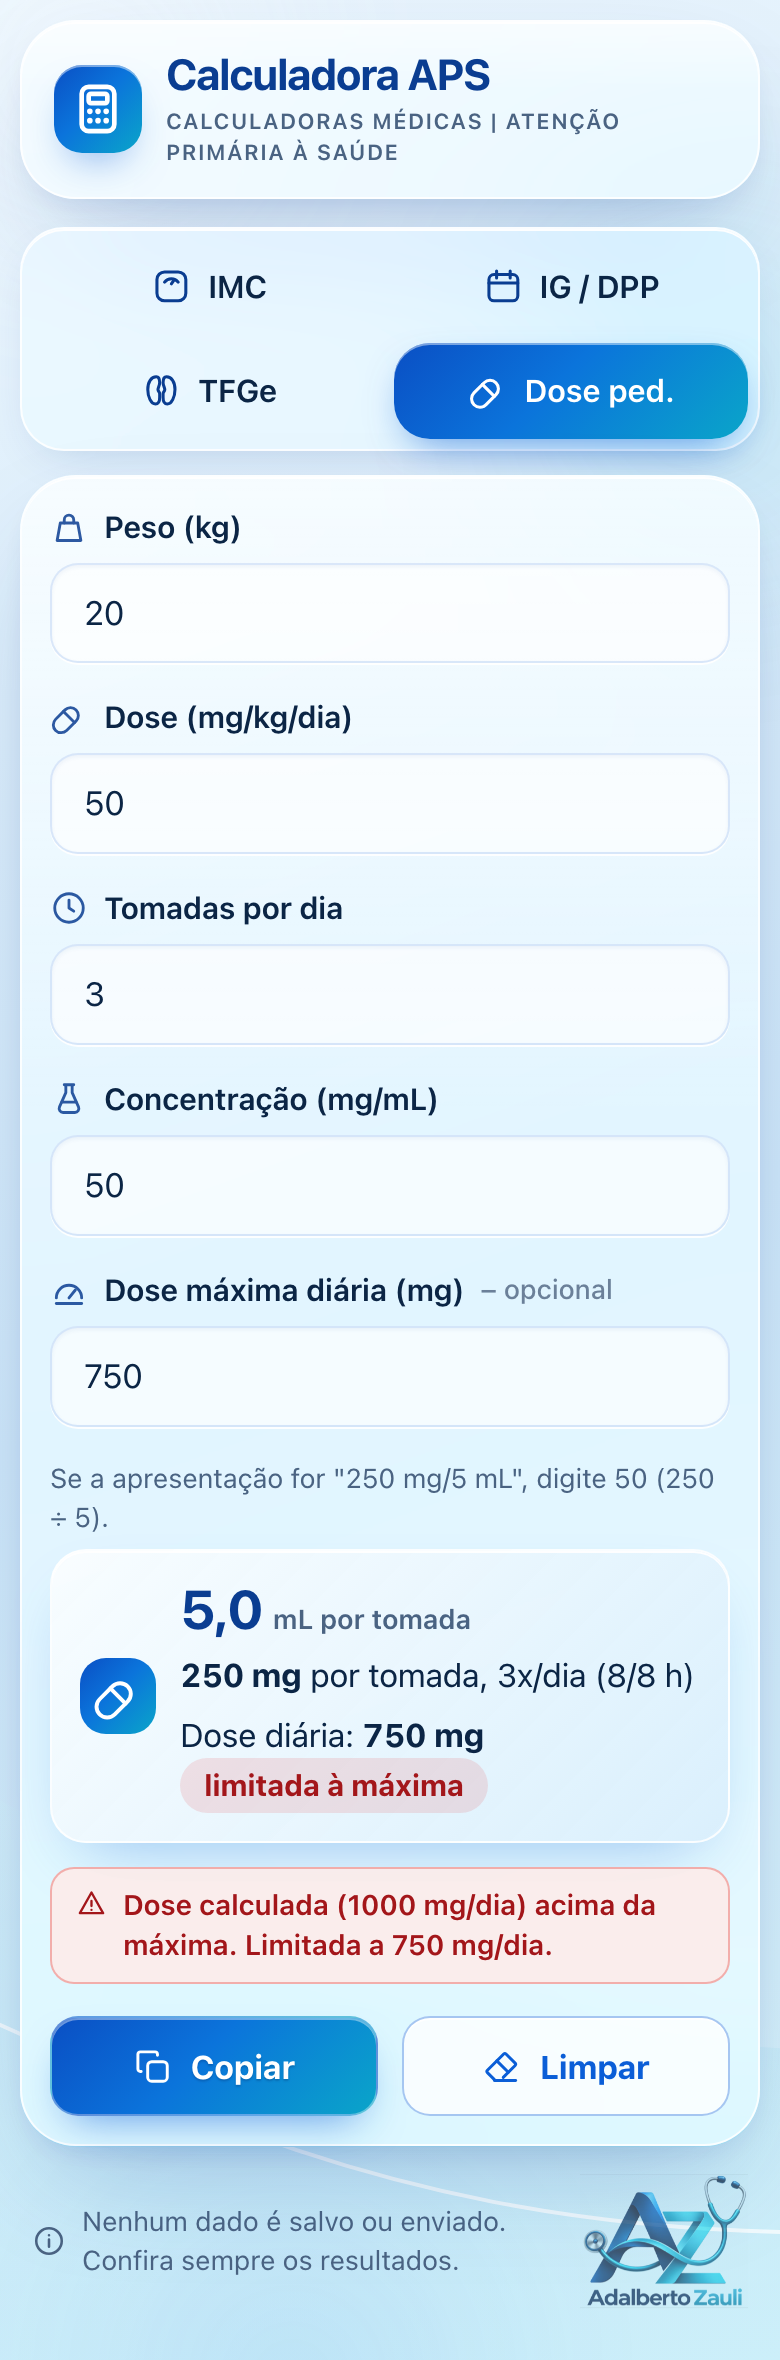 Calculadora APS
CALCULADORAS MÉDICAS | ATENÇÃO
PRIMÁRIA À SAÚDE
IMC
IG / DPP
TFGe
Dose ped.
Peso (kg)
20
Dose (mg/kg/dia)
50
Tomadas por dia
3
Concentração (mg/mL)
50
Dose máxima diária (mg) – opcional
750
Se a apresentação for "250 mg/5 mL", digite 50 (250
÷ 5).
5,0 mL por tomada
250 mg por tomada, 3x/dia (8/8 h)
Dose diária: 750 mg
limitada à máxima
Dose calculada (1000 mg/dia) acima da
máxima. Limitada a 750 mg/dia.
Copiar
Limpar
Nenhum dado é salvo ou enviado.
Confira sempre os resultados.
AZ
Adalberto Zauli